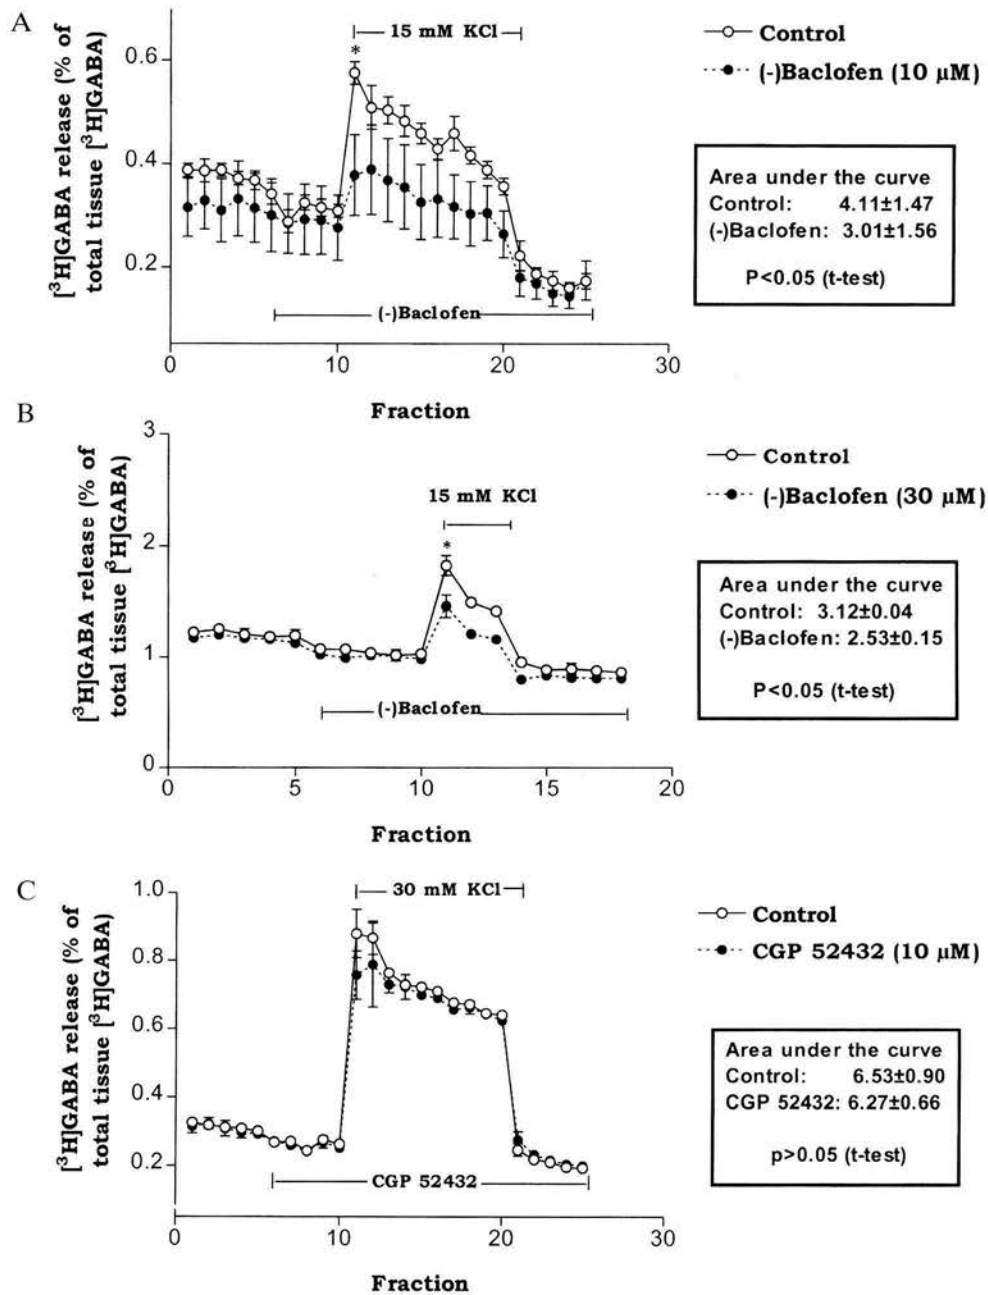 A
[³H]GABA release (% of
total tissue [³H]GABA)
0.6
0.4
0.2
15 mM KCl
*
(-)Baclofen
0
10
20
30
Fraction
Control
(-)Baclofen (10 µM)
Area under the curve
Control: 4.11±1.47
(-)Baclofen: 3.01±1.56
P<0.05 (t-test)
B
[³H]GABA release (% of
total tissue [³H]GABA)
3
2
1
0
15 mM KCl
*
(-)Baclofen
0
5
10
15
20
Fraction
Control
(-)Baclofen (30 µM)
Area under the curve
Control: 3.12±0.04
(-)Baclofen: 2.53±0.15
P<0.05 (t-test)
C
[³H]GABA release (% of
total tissue [³H]GABA)
1.0
0.8
0.6
0.4
0.2
30 mM KCl
CGP 52432
0
10
20
30
Fraction
Control
CGP 52432 (10 µM)
Area under the curve
Control: 6.53±0.90
CGP 52432: 6.27±0.66
p>0.05 (t-test)